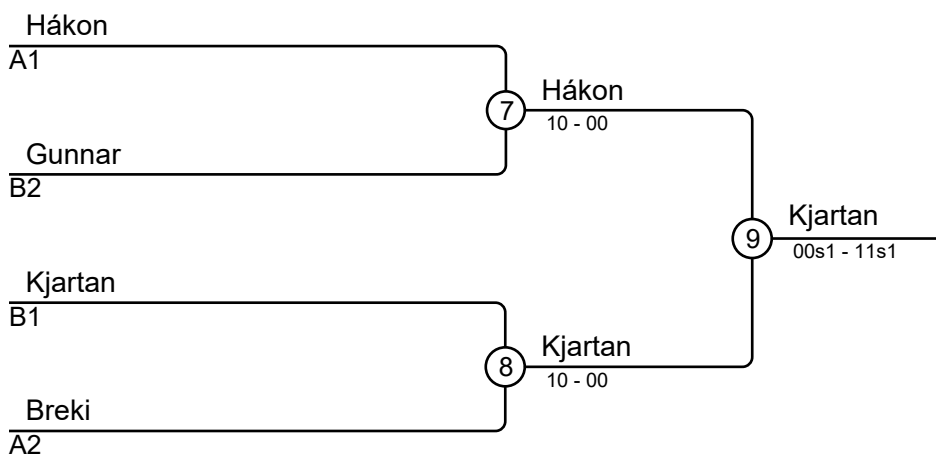 Hákon
A1
7
Hákon
10 - 00
Gunnar
B2
9
Kjartan
00s1 - 11s1
Kjartan
B1
8
Kjartan
10 - 00
Breki
A2